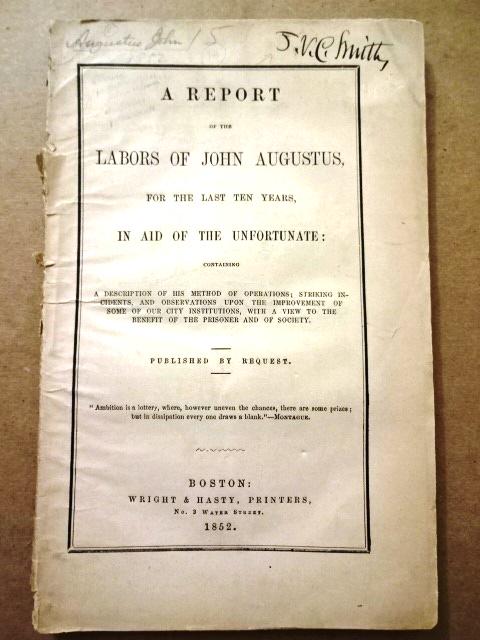 Augustus John / 5
J.V.C. Smith,
A REPORT
OF THE
LABORS OF JOHN AUGUSTUS,
FOR THE LAST TEN YEARS,
IN AID OF THE UNFORTUNATE:
CONTAINING
A DESCRIPTION OF HIS METHOD OF OPERATIONS; STRIKING IN-
CIDENTS, AND OBSERVATIONS UPON THE IMPROVEMENT OF
SOME OF OUR CITY INSTITUTIONS, WITH A VIEW TO THE
BENEFIT OF THE PRISONER AND OF SOCIETY.
PUBLISHED BY REQUEST.
"Ambition is a lottery, where, however uneven the chances, there are some prizes;
but in dissipation every one draws a blank."—MONTAGUE.
BOSTON:
WRIGHT & HASTY, PRINTERS,
No. 3 WATER STREET.
1852.